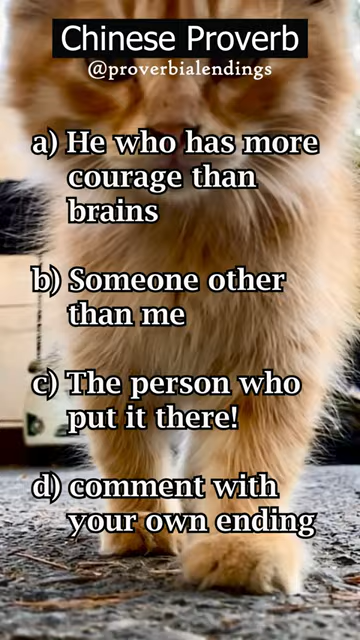 Chinese Proverb
@proverbialendings
a) He who has more
courage than
brains
b) Someone other
than me
c) The person who
put it there!
d) comment with
your own ending